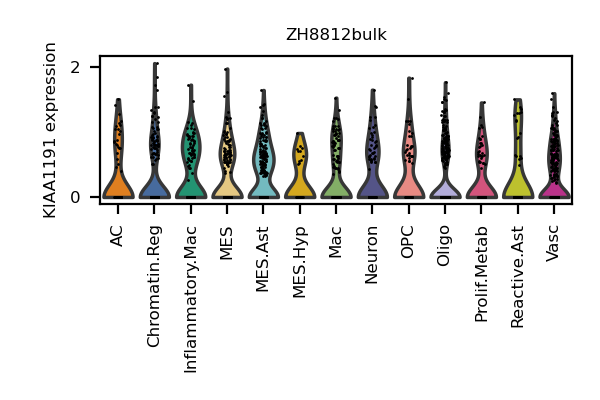 ZH8812bulk
KIAA1191 expression
2
0
AC
Chromatin.Reg
Inflammatory.Mac
MES
MES.Ast
MES.Hyp
Mac
Neuron
OPC
Oligo
Prolif.Metab
Reactive.Ast
Vasc